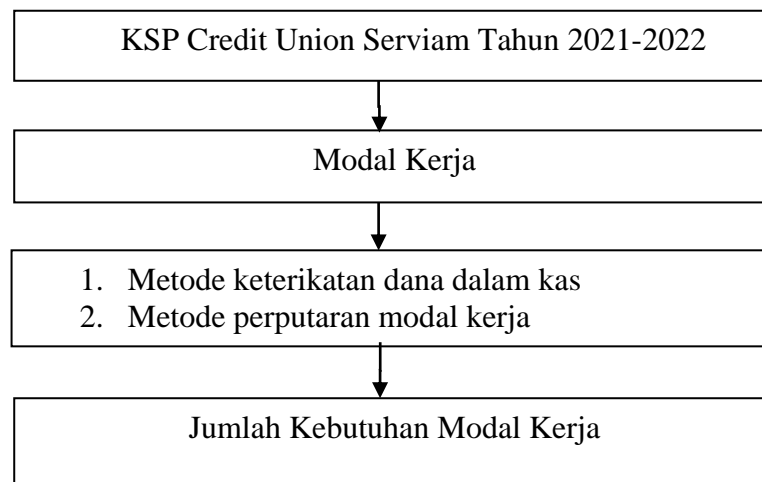 KSP Credit Union Serviam Tahun 2021-2022
Modal Kerja
1. Metode keterikatan dana dalam kas
2. Metode perputaran modal kerja
Jumlah Kebutuhan Modal Kerja